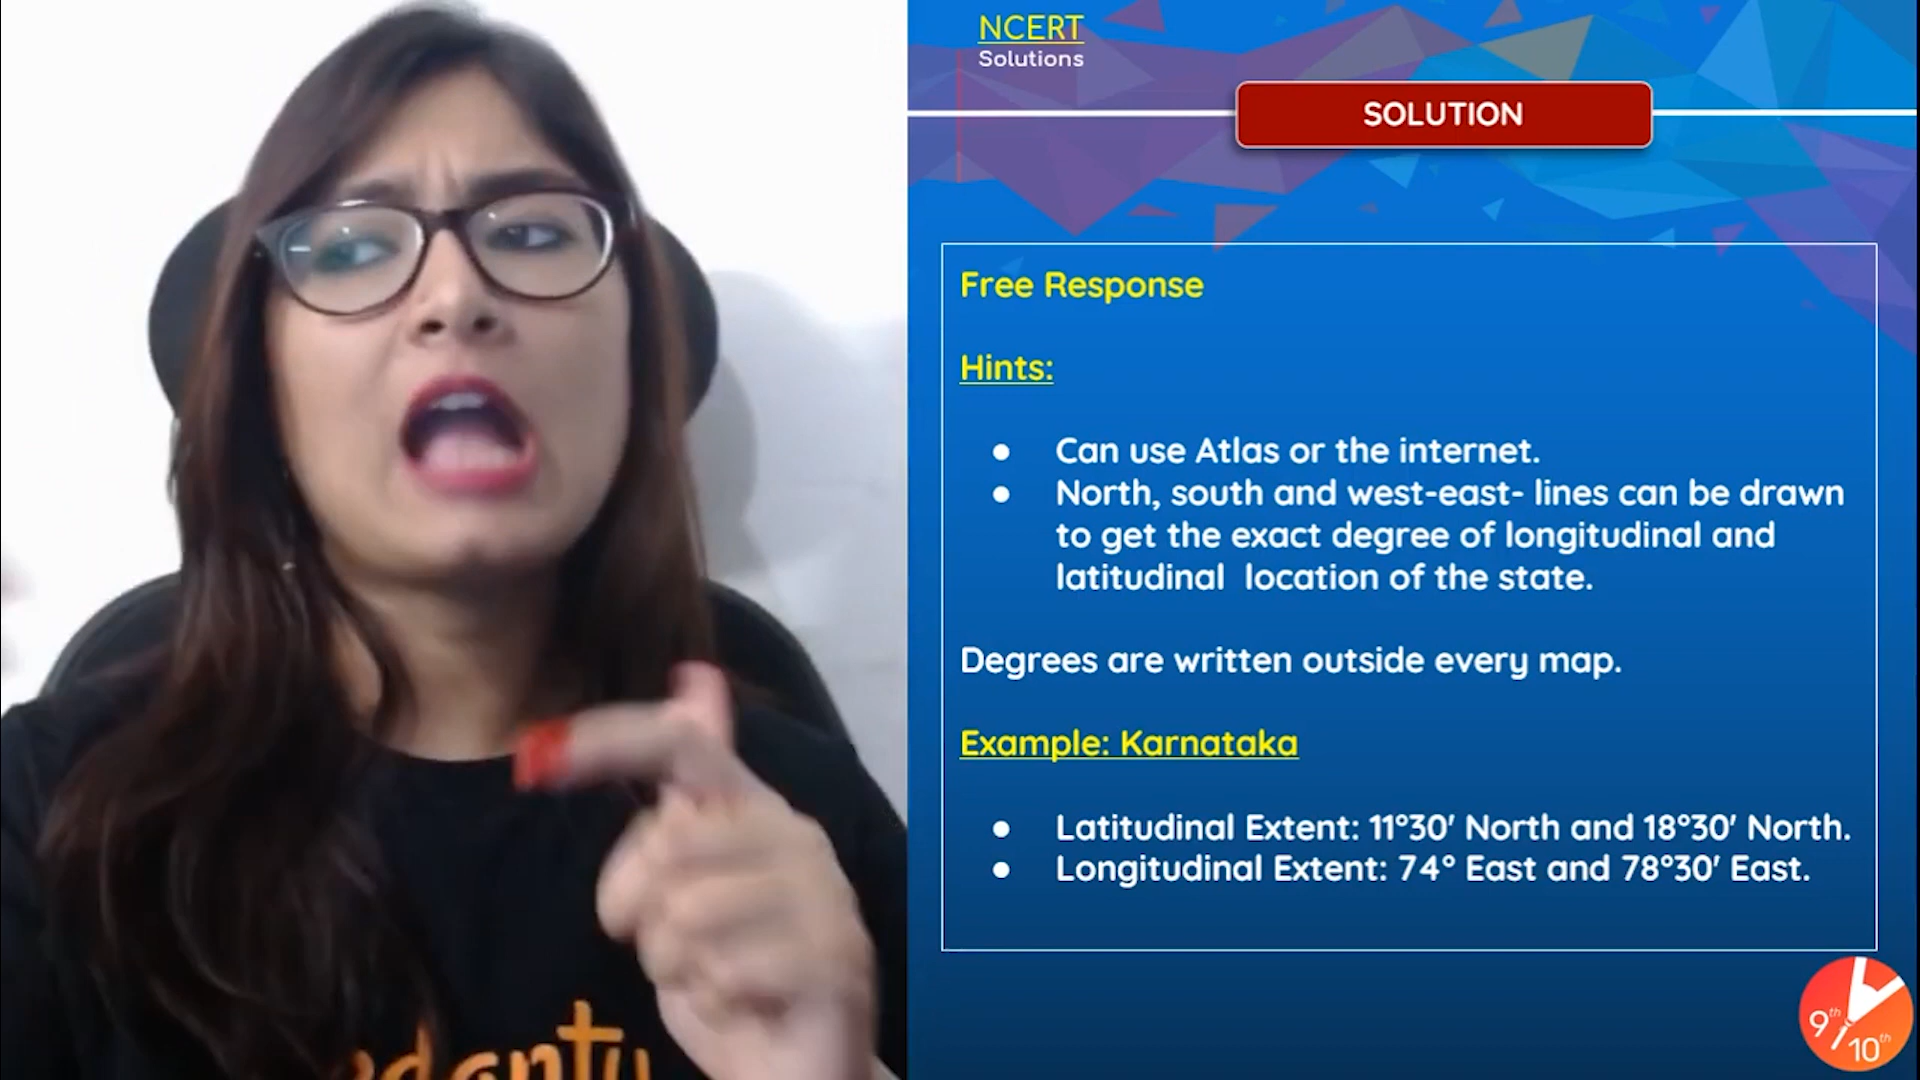 NCERT
Solutions
SOLUTION
Free Response
Hints:
● Can use Atlas or the internet.
● North, south and west-east- lines can be drawn
to get the exact degree of longitudinal and
latitudinal location of the state.
Degrees are written outside every map.
Example: Karnataka
● Latitudinal Extent: 11°30′ North and 18°30′ North.
● Longitudinal Extent: 74° East and 78°30′ East.
9th
10th